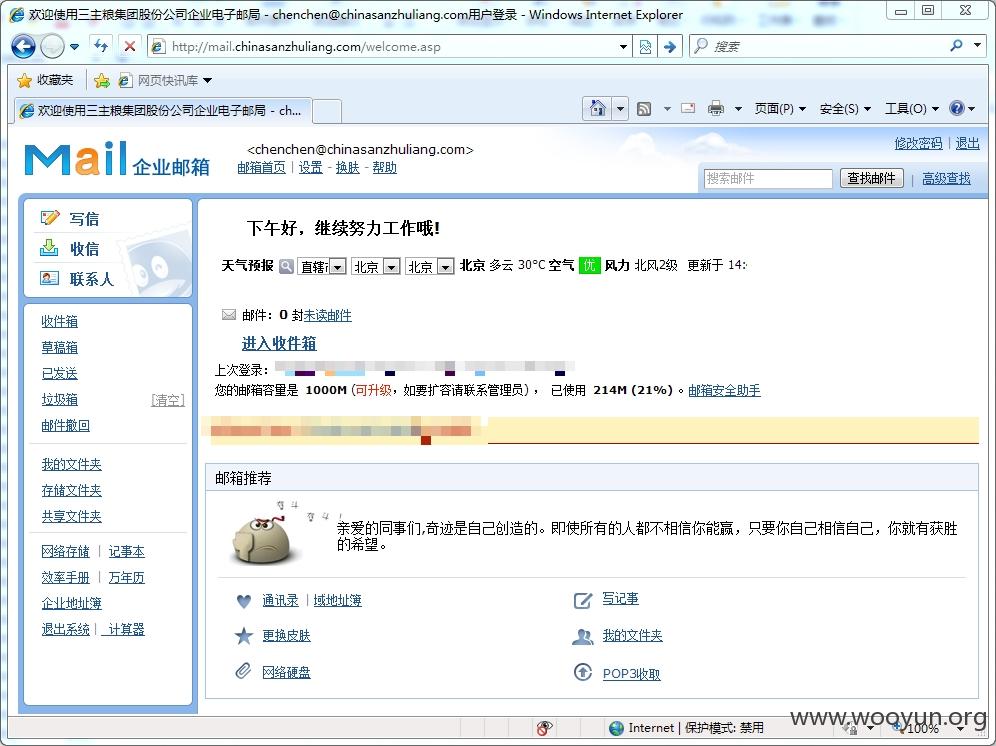 欢迎使用三主粮集团股份公司企业电子邮局 - chenchen@chinasanzhuliang.com用户登录 - Windows Internet Explorer
http://mail.chinasanzhuliang.com/welcome.asp
搜索
收藏夹 网页快讯库
欢迎使用三主粮集团股份公司企业电子邮局 - ch...
页面(P) 安全(S) 工具(O)
Mail 企业邮箱
<chenchen@chinasanzhuliang.com>
邮箱首页 | 设置 - 换肤 - 帮助
修改密码 | 退出
搜索邮件 查找邮件 | 高级查找
写信
收信
联系人
收件箱
草稿箱
已发送
垃圾箱 [清空]
邮件撤回
我的文件夹
存储文件夹
共享文件夹
网络存储 | 记事本
效率手册 | 万年历
企业地址簿
退出系统 | 计算器
下午好，继续努力工作哦!
天气预报 直辖 北京 北京 北京 多云 30℃ 空气 优 风力 北风2级 更新于 14:
邮件：0 封未读邮件
进入收件箱
上次登录：
您的邮箱容量是 1000M (可升级，如要扩容请联系管理员) ， 已使用 214M (21%) 。邮箱安全助手
邮箱推荐
奋斗
奋斗!
亲爱的同事们,奇迹是自己创造的。即使所有的人都不相信你能赢，只要你自己相信自己，你就有获胜
的希望。
通讯录 | 域地址簿
写记事
更换皮肤
我的文件夹
网络硬盘
POP3收取
Internet | 保护模式: 禁用
100%
www.wooyun.org